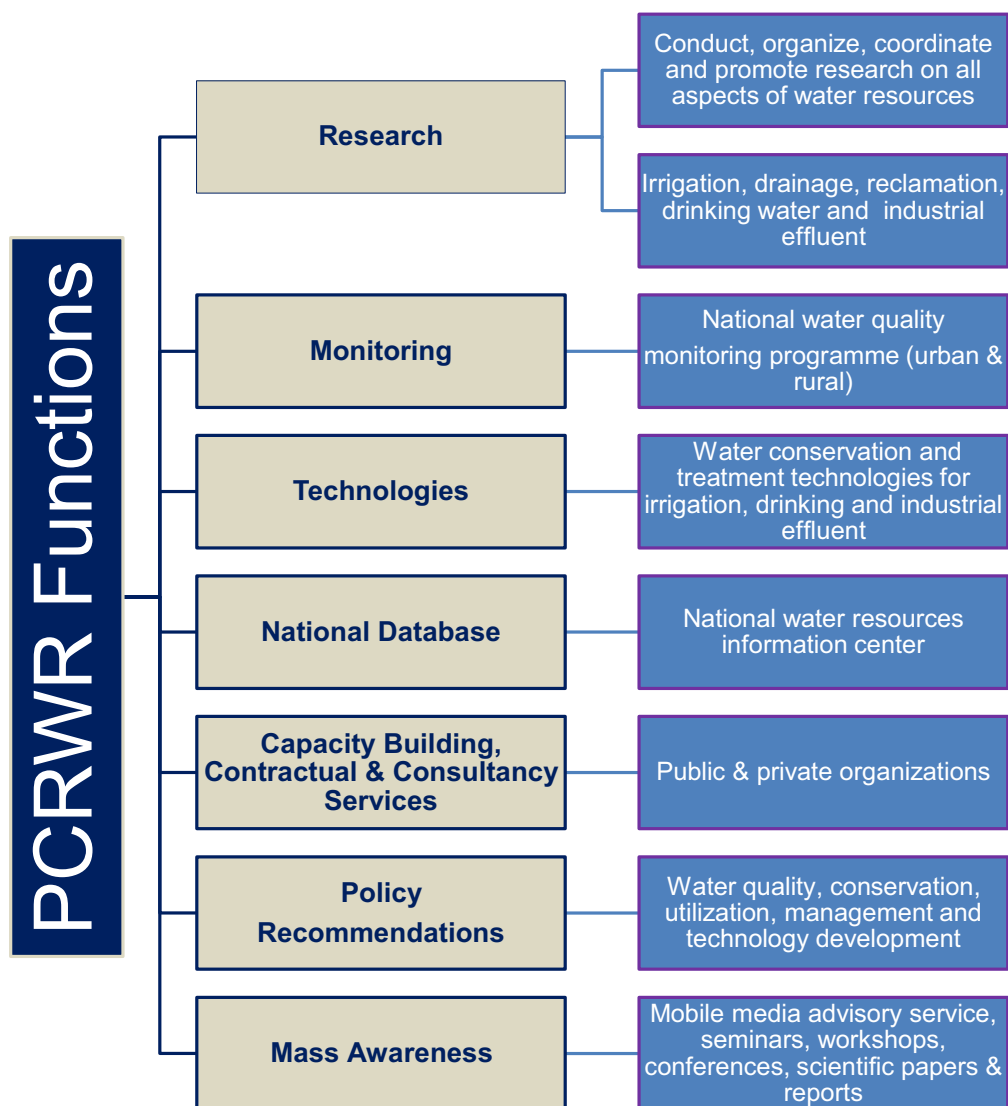 PCRWR Functions
Research
Conduct, organize, coordinate
and promote research on all
aspects of water resources
Irrigation, drainage, reclamation,
drinking water and industrial
effluent
Monitoring
National water quality
monitoring programme (urban &
rural)
Technologies
Water conservation and
treatment technologies for
irrigation, drinking and industrial
effluent
National Database
National water resources
information center
Capacity Building,
Contractual & Consultancy
Services
Public & private organizations
Policy
Recommendations
Water quality, conservation,
utilization, management and
technology development
Mass Awareness
Mobile media advisory service,
seminars, workshops,
conferences, scientific papers &
reports